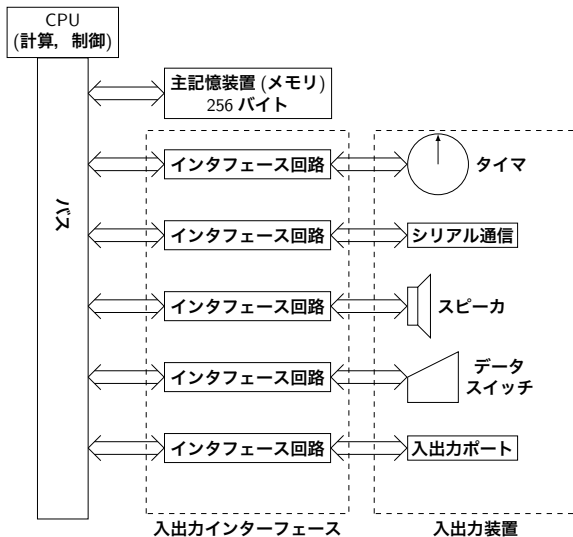 CPU
(計算，制御)
バス
主記憶装置 (メモリ)
256 バイト
インタフェース回路
タイマ
インタフェース回路
シリアル通信
インタフェース回路
スピーカ
インタフェース回路
データ
スイッチ
インタフェース回路
入出力ポート
入出力インターフェース
入出力装置